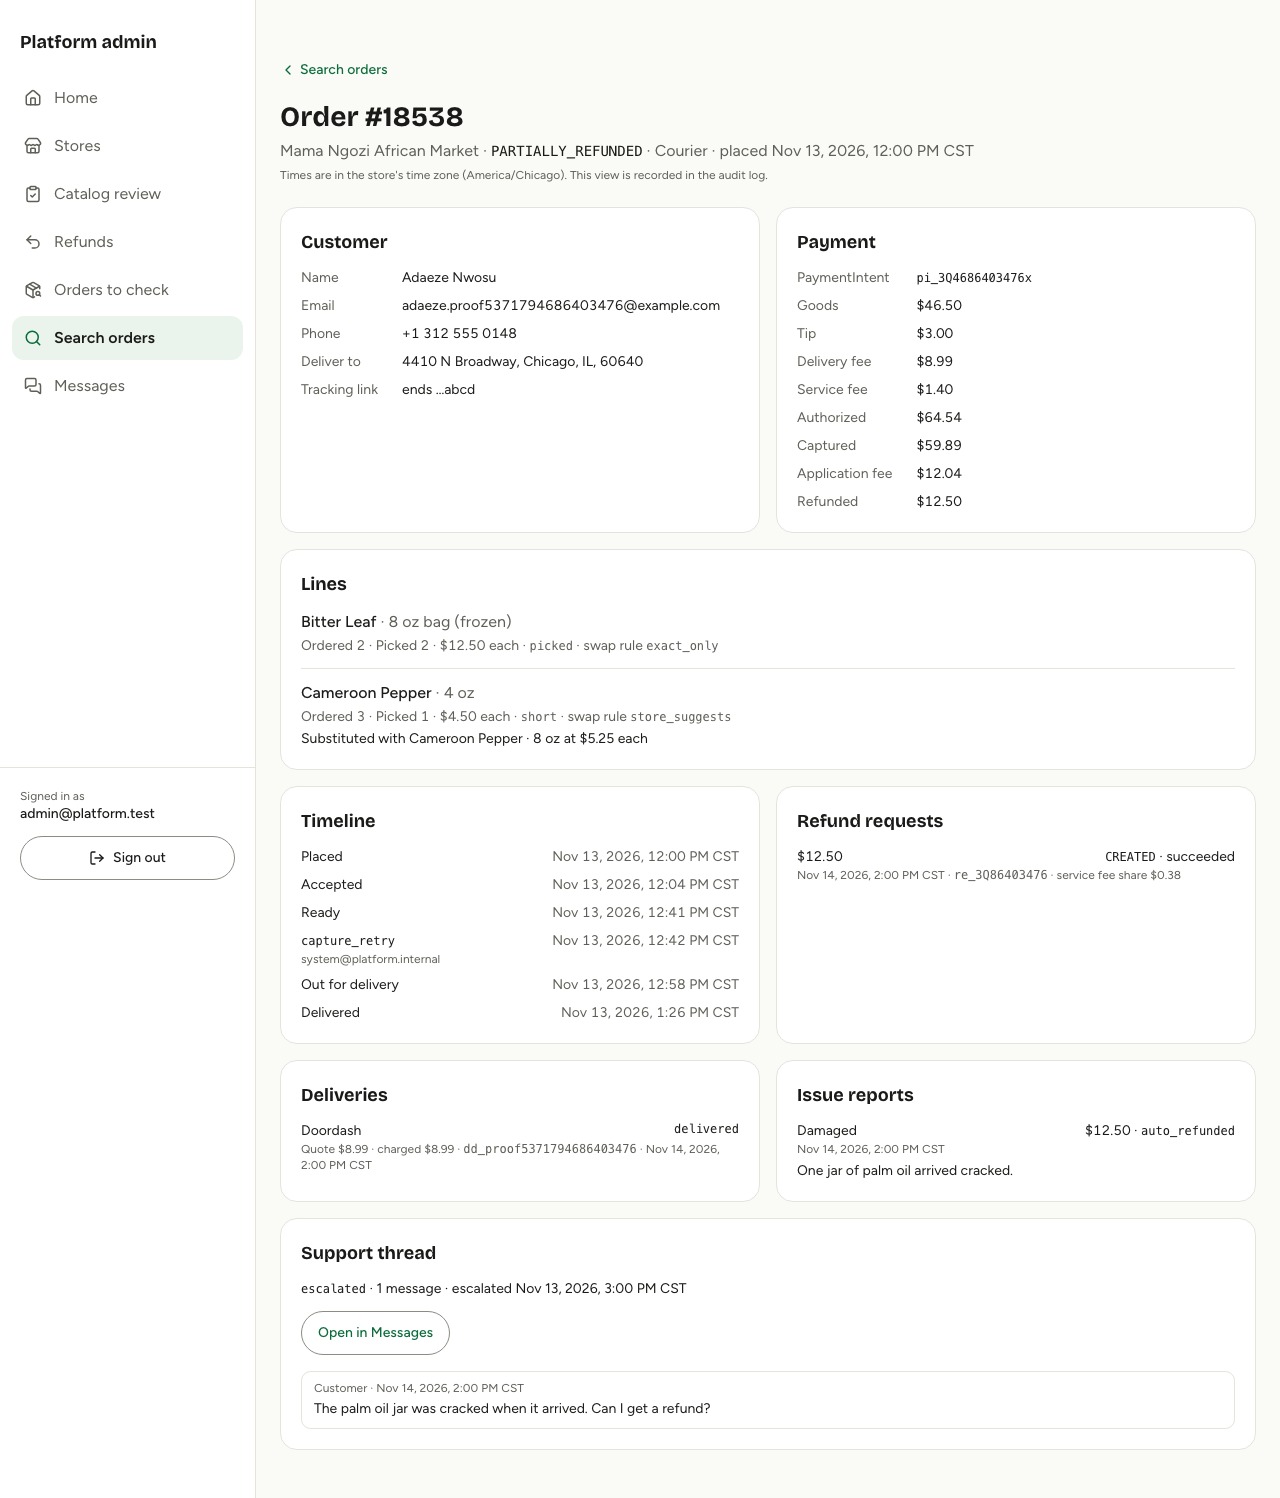 Platform admin
Home
Stores
Catalog review
Refunds
Orders to check
Search orders
Messages
Signed in as
admin@platform.test
Sign out
Search orders
Order #18538
Mama Ngozi African Market · PARTIALLY_REFUNDED · Courier · placed Nov 13, 2026, 12:00 PM CST
Times are in the store's time zone (America/Chicago). This view is recorded in the audit log.
Customer
Name Adaeze Nwosu
Email adaeze.proof5371794686403476@example.com
Phone +1 312 555 0148
Deliver to 4410 N Broadway, Chicago, IL, 60640
Tracking link ends …abcd
Payment
PaymentIntent pi_3Q4686403476x
Goods $46.50
Tip $3.00
Delivery fee $8.99
Service fee $1.40
Authorized $64.54
Captured $59.89
Application fee $12.04
Refunded $12.50
Lines
Bitter Leaf · 8 oz bag (frozen)
Ordered 2 · Picked 2 · $12.50 each · picked · swap rule exact_only
Cameroon Pepper · 4 oz
Ordered 3 · Picked 1 · $4.50 each · short · swap rule store_suggests
Substituted with Cameroon Pepper · 8 oz at $5.25 each
Timeline
Placed Nov 13, 2026, 12:00 PM CST
Accepted Nov 13, 2026, 12:04 PM CST
Ready Nov 13, 2026, 12:41 PM CST
capture_retry Nov 13, 2026, 12:42 PM CST
system@platform.internal
Out for delivery Nov 13, 2026, 12:58 PM CST
Delivered Nov 13, 2026, 1:26 PM CST
Refund requests
$12.50 CREATED · succeeded
Nov 14, 2026, 2:00 PM CST · re_3Q86403476 · service fee share $0.38
Deliveries
Doordash delivered
Quote $8.99 · charged $8.99 · dd_proof5371794686403476 · Nov 14, 2026,
2:00 PM CST
Issue reports
Damaged $12.50 · auto_refunded
Nov 14, 2026, 2:00 PM CST
One jar of palm oil arrived cracked.
Support thread
escalated · 1 message · escalated Nov 13, 2026, 3:00 PM CST
Open in Messages
Customer · Nov 14, 2026, 2:00 PM CST
The palm oil jar was cracked when it arrived. Can I get a refund?